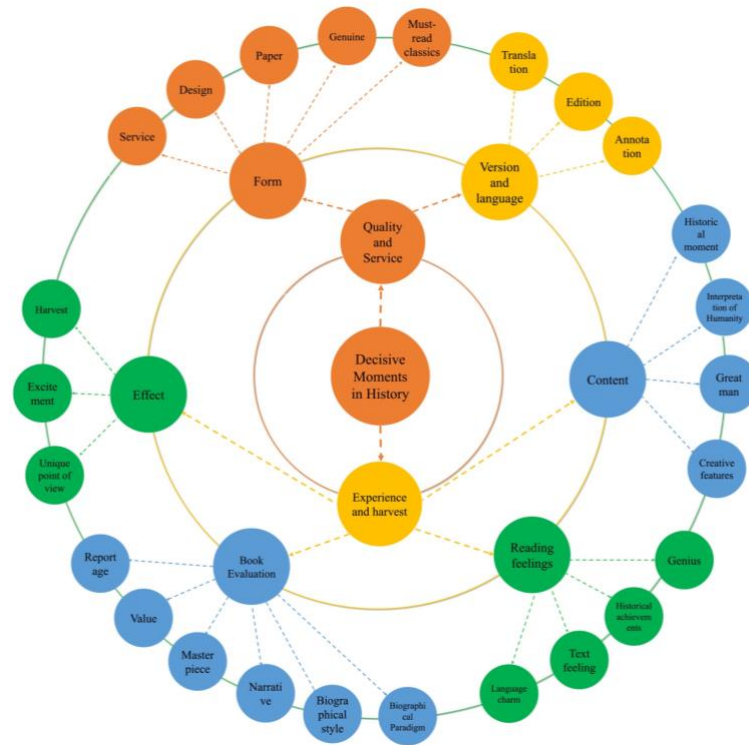 Must-
read
classics
Genuine
Paper
Design
Service
Transla
tion
Edition
Annota
tion
Form
Version
and
language
Quality
and
Service
Historic
al
moment
Interpreta
tion of
Humanity
Great
man
Creative
features
Harvest
Excite
ment
Unique
point of
view
Effect
Decisive
Moments
in History
Content
Experience
and harvest
Book
Evaluation
Reading
feelings
Report
age
Value
Master
piece
Narrati
ve
Biogra
phical
style
Biographi
cal
Paradigm
Language
charm
Text
feeling
Historical
achievem
ents
Genius